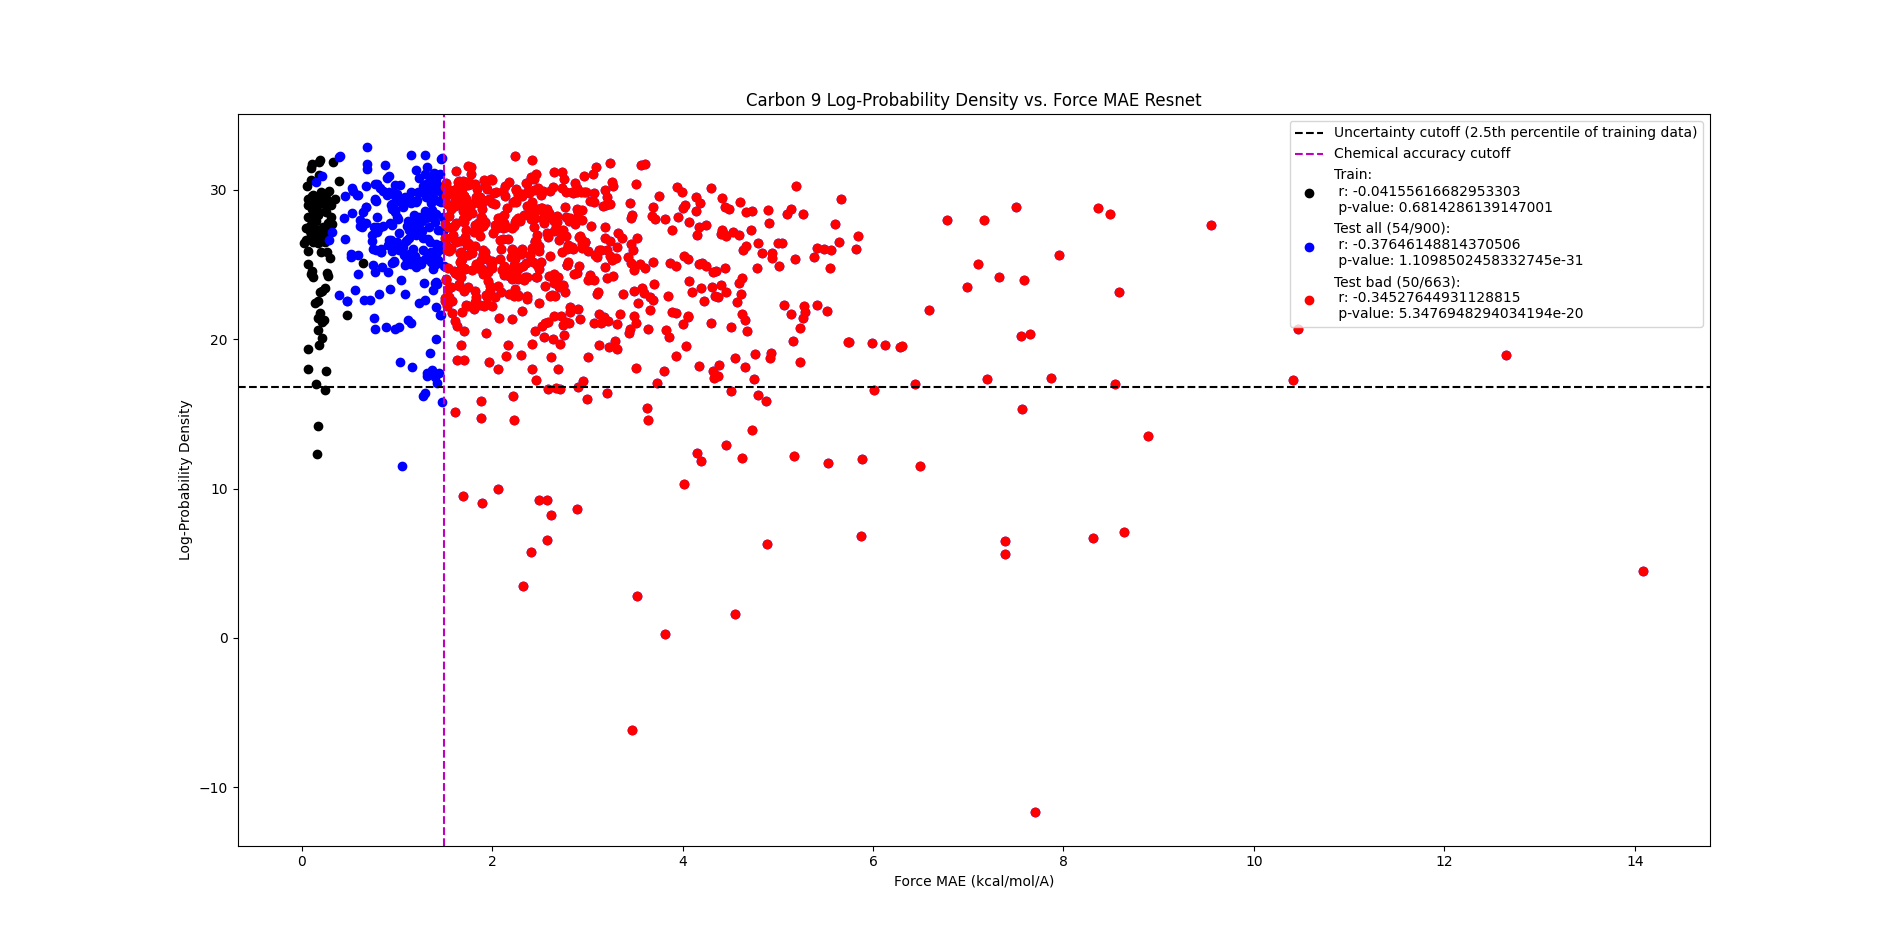 Carbon 9 Log-Probability Density vs. Force MAE Resnet
Uncertainty cutoff (2.5th percentile of training data)
Chemical accuracy cutoff
Train:
r: -0.04155616682953303
p-value: 0.6814286139147001
Test all (54/900):
r: -0.37646148814370506
p-value: 1.1098502458332745e-31
Test bad (50/663):
r: -0.34527644931128815
p-value: 5.3476948294034194e-20
Log-Probability Density
30
20
10
0
−10
0 2 4 6 8 10 12 14
Force MAE (kcal/mol/A)